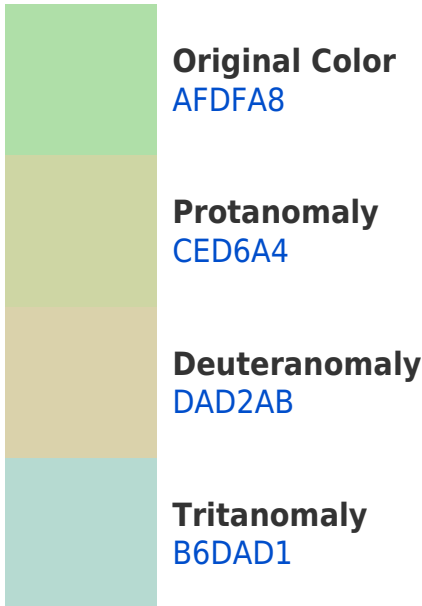 Original Color
AFDFA8
Protanomaly
CED6A4
Deuteranomaly
DAD2AB
Tritanomaly
B6DAD1